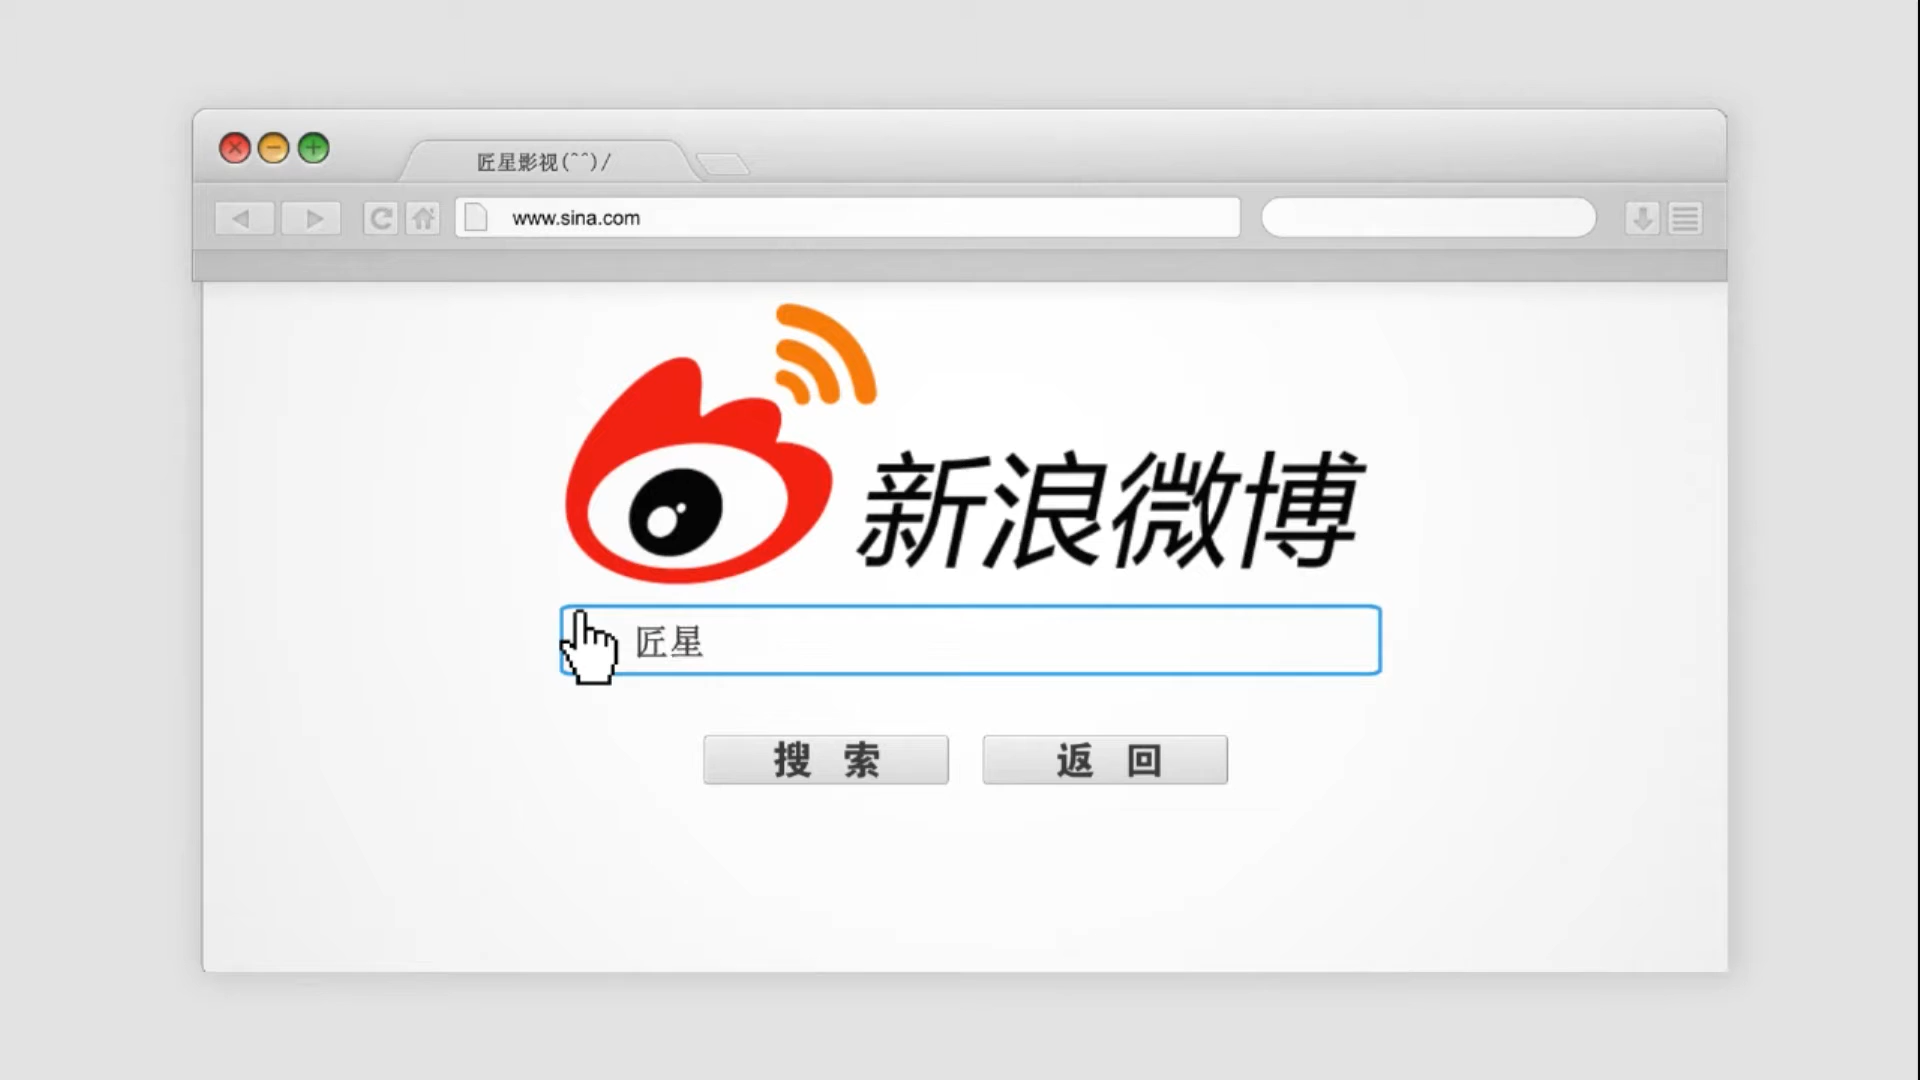 匠星影视(^^)/
www.sina.com
新浪微博
匠星
搜 索
返 回